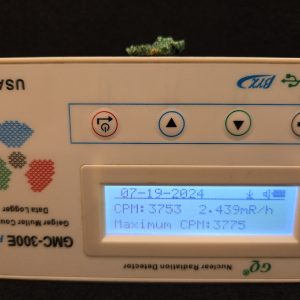 USA
GMC-300E
Geiger Muller Cou
Data Logger
07-19-2024
CPM:3753 2.439mR/h
Maximum CPM:3775
GQ® Nuclear Radiation Detector